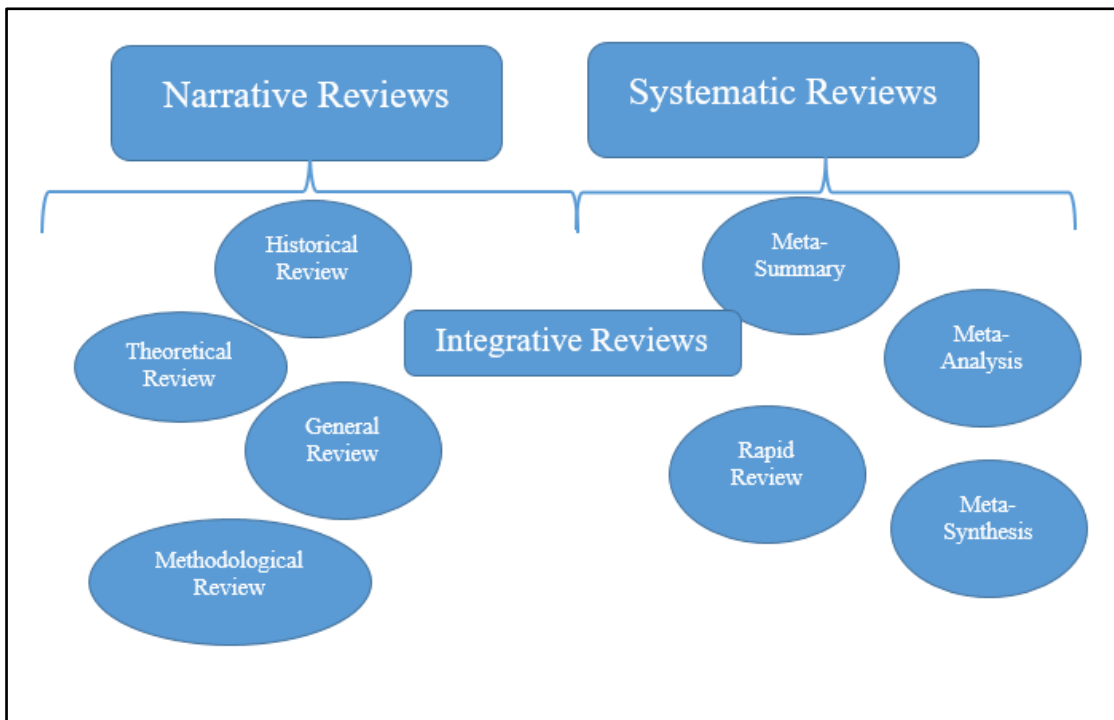 Narrative Reviews
Systematic Reviews
Historical
Review
Theoretical
Review
General
Review
Methodological
Review
Integrative Reviews
Meta-
Summary
Meta-
Analysis
Rapid
Review
Meta-
Synthesis